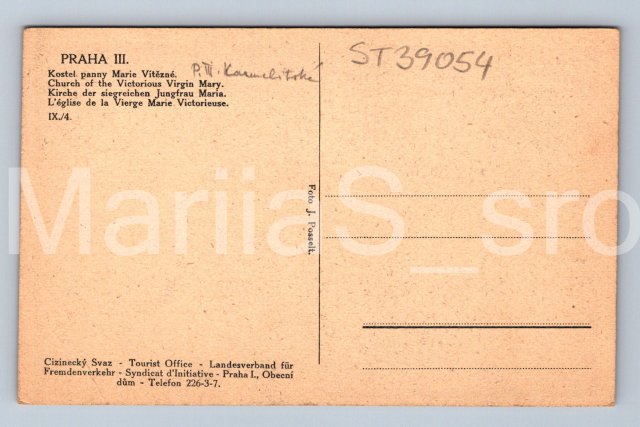 PRAHA III.
Kostel panny Marie Vítězné.
Church of the Victorious Virgin Mary.
Kirche der siegreichen Jungfrau Maria.
L'église de la Vierge Marie Victorieuse.
IX./4.
P. III. Karmelitská
ST39054
Foto J. Posselt.
MariiaS_sro
Cizinecký Svaz - Tourist Office - Landesverband für
Fremdenverkehr - Syndicat d'Initiative - Praha I., Obecní
dům - Telefon 226-3-7.